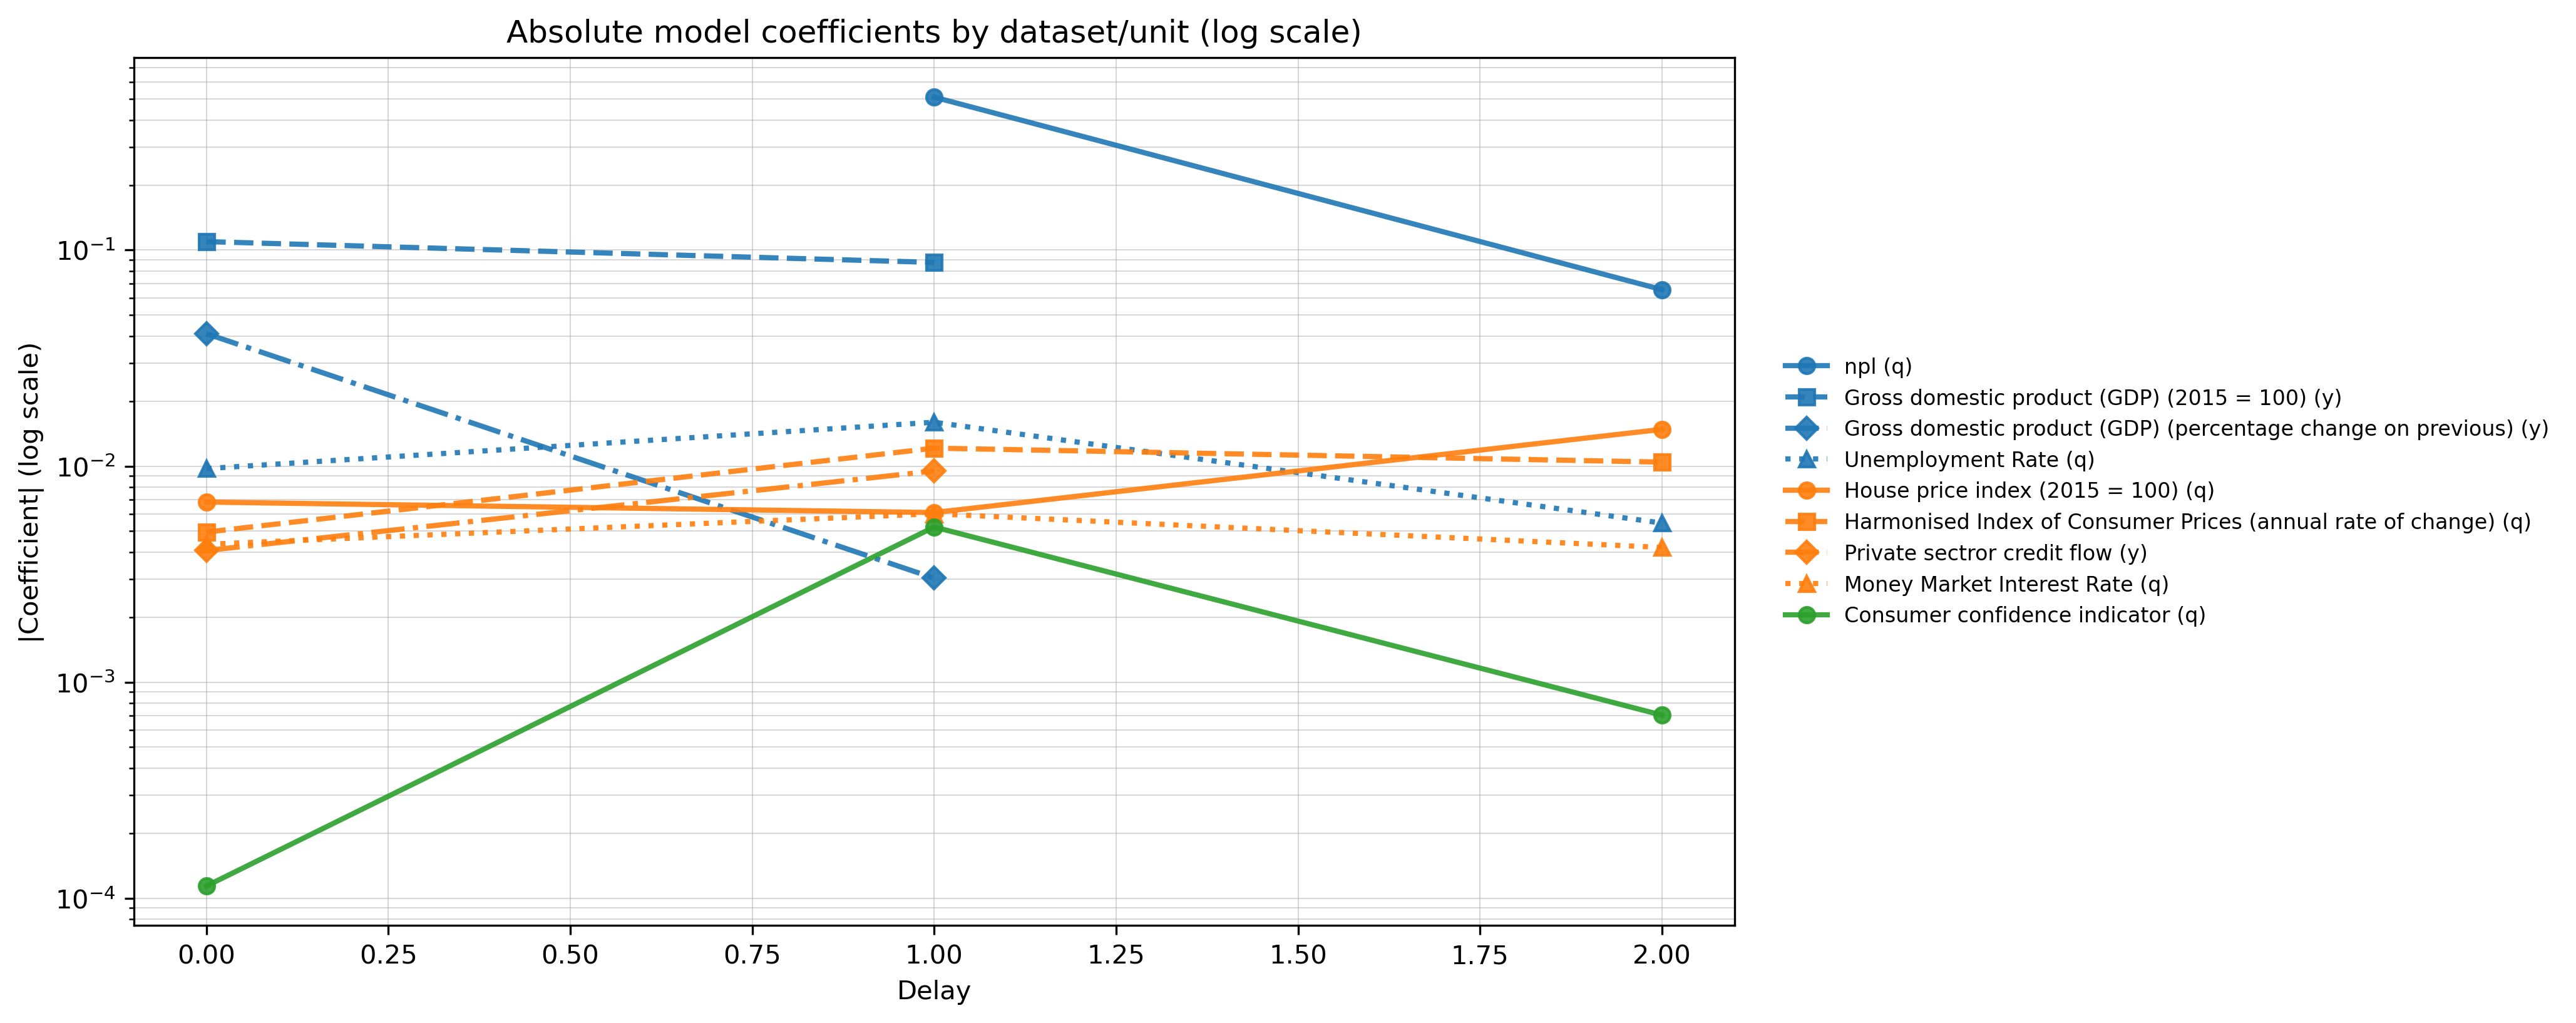 Absolute model coefficients by dataset/unit (log scale)
|Coefficient| (log scale)
10⁻¹
10⁻²
10⁻³
10⁻⁴
0.00 0.25 0.50 0.75 1.00 1.25 1.50 1.75 2.00
Delay
npl (q)
Gross domestic product (GDP) (2015 = 100) (y)
Gross domestic product (GDP) (percentage change on previous) (y)
Unemployment Rate (q)
House price index (2015 = 100) (q)
Harmonised Index of Consumer Prices (annual rate of change) (q)
Private sectror credit flow (y)
Money Market Interest Rate (q)
Consumer confidence indicator (q)